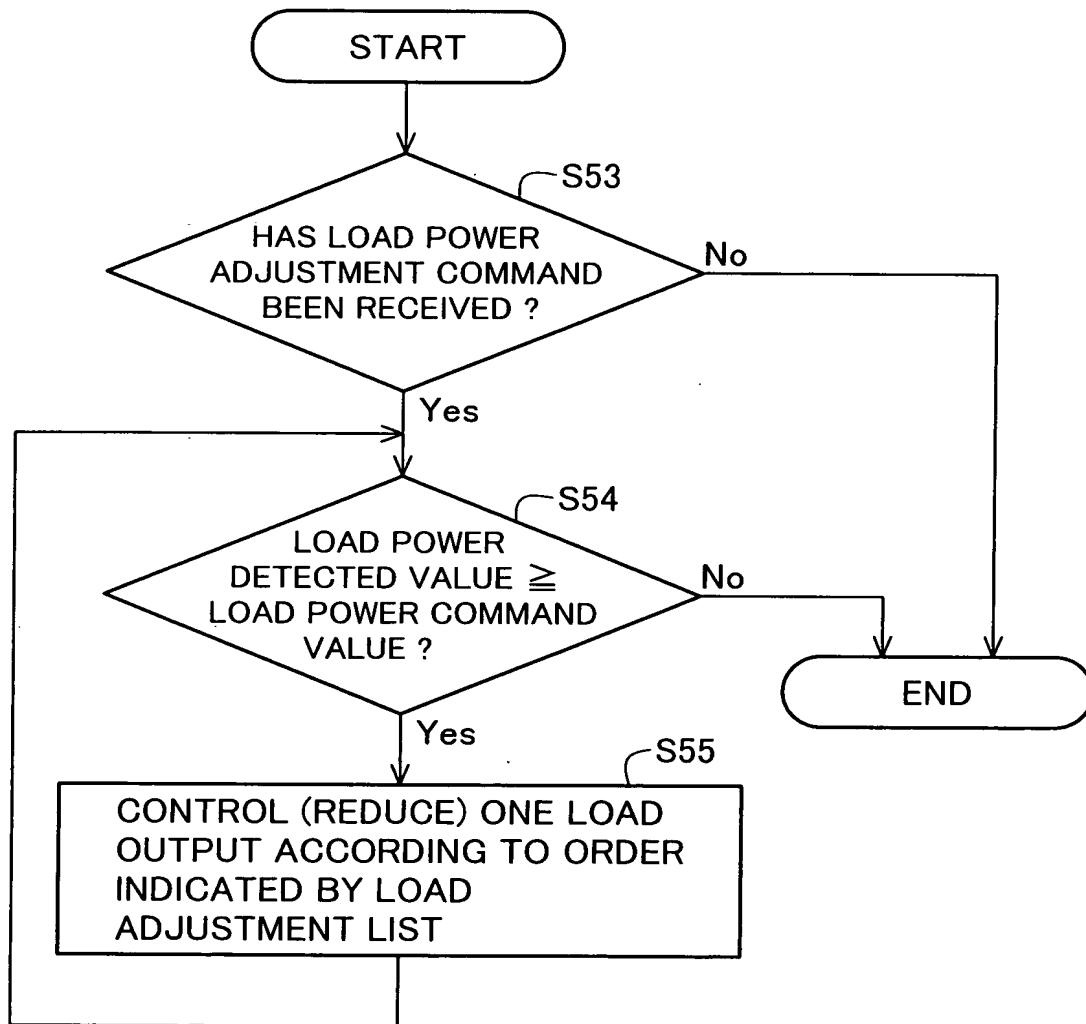 START
S53
HAS LOAD POWER
ADJUSTMENT COMMAND
BEEN RECEIVED ?
No
Yes
S54
LOAD POWER
DETECTED VALUE ≧
LOAD POWER COMMAND
VALUE ?
No
END
Yes
S55
CONTROL (REDUCE) ONE LOAD
OUTPUT ACCORDING TO ORDER
INDICATED BY LOAD
ADJUSTMENT LIST